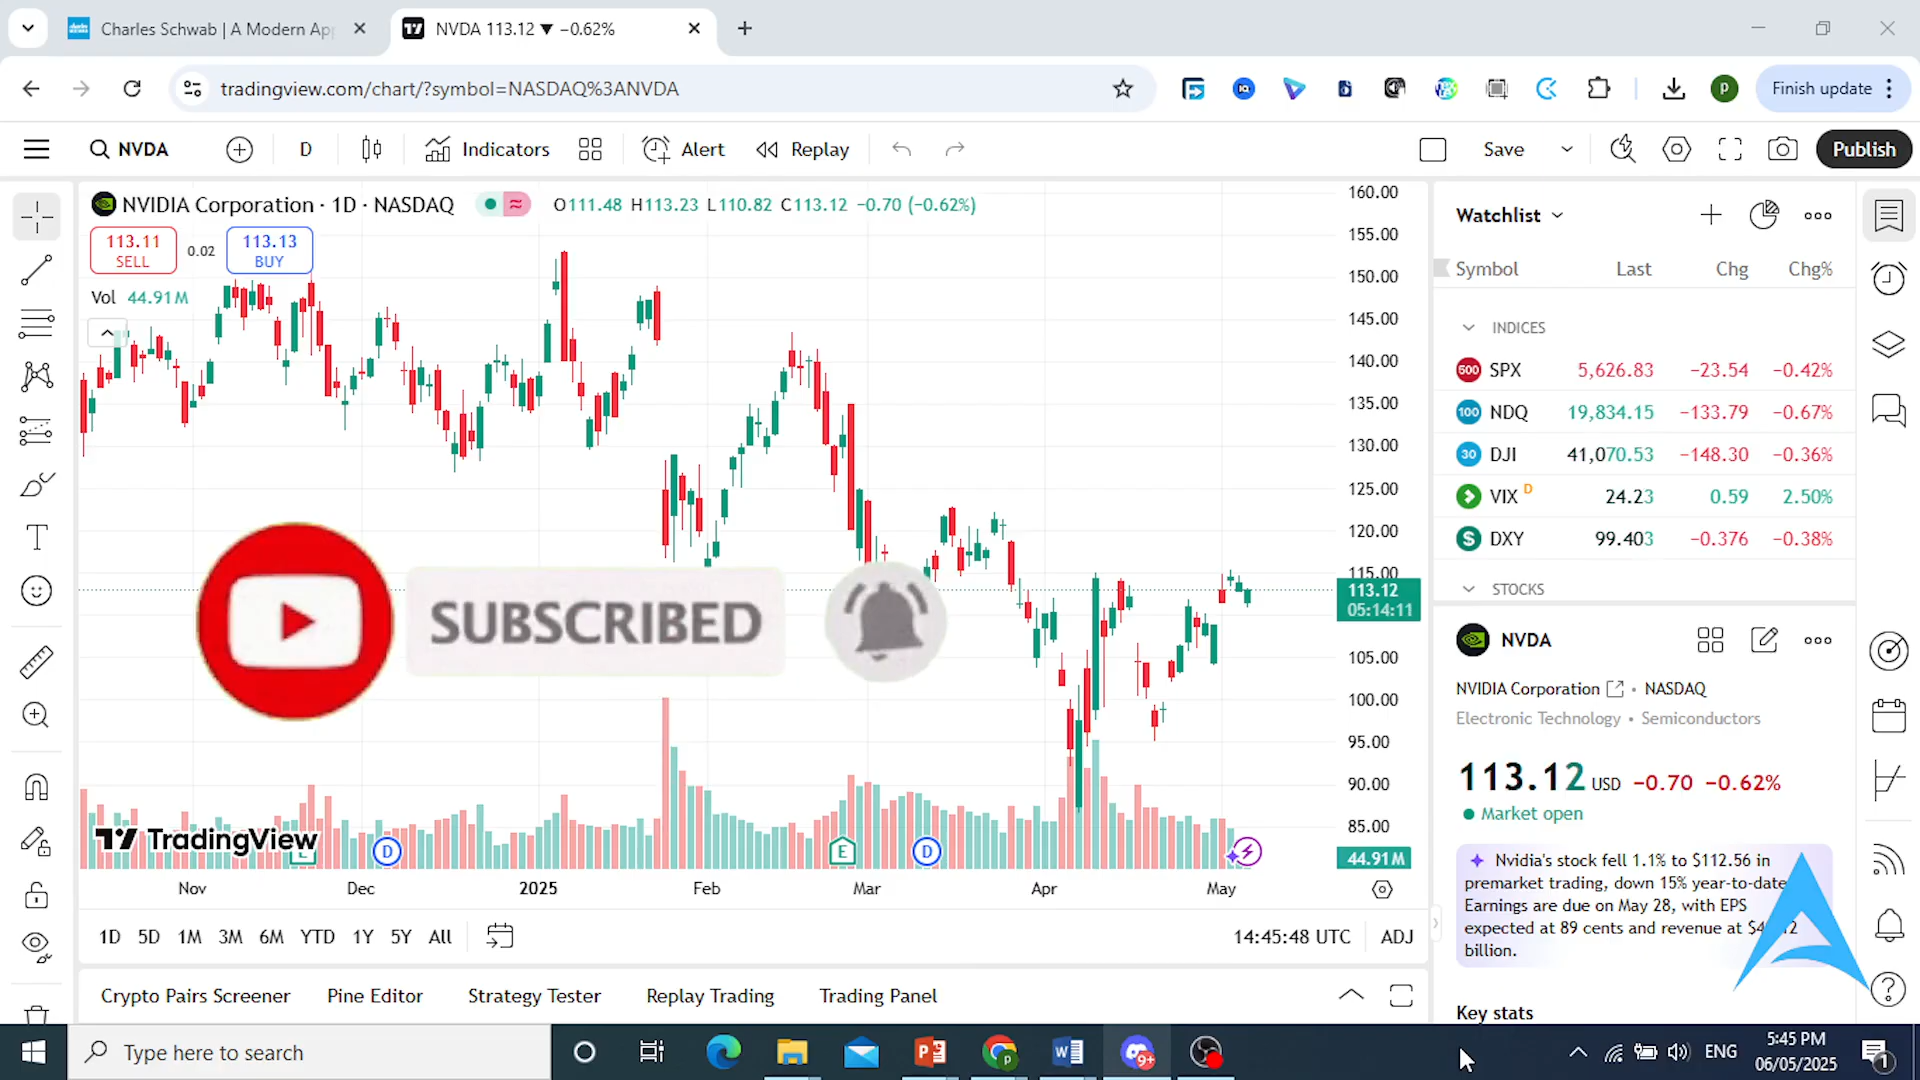 Charles Schwab | A Modern App
NVDA 113.12 ▼ −0.62%
tradingview.com/chart/?symbol=NASDAQ%3ANVDA
Finish update
NVDA
D
Indicators
Alert
Replay
Save
Publish
NVIDIA Corporation · 1D · NASDAQ
O111.48 H113.23 L110.82 C113.12 −0.70 (−0.62%)
113.11
SELL
0.02
113.13
BUY
Vol 44.91M
160.00
155.00
150.00
145.00
140.00
135.00
130.00
125.00
120.00
115.00
113.12
05:14:11
105.00
100.00
95.00
90.00
85.00
44.91M
SUBSCRIBED
TradingView
E
D
E
D
Nov
Dec
2025
Feb
Mar
Apr
May
1D 5D 1M 3M 6M YTD 1Y 5Y All
14:45:48 UTC
ADJ
Crypto Pairs Screener
Pine Editor
Strategy Tester
Replay Trading
Trading Panel
Watchlist
Symbol Last Chg Chg%
INDICES
500 SPX 5,626.83 −23.54 −0.42%
100 NDQ 19,834.15 −133.79 −0.67%
30 DJI 41,070.53 −148.30 −0.36%
VIX D 24.23 0.59 2.50%
S DXY 99.403 −0.376 −0.38%
STOCKS
NVDA
NVIDIA Corporation • NASDAQ
Electronic Technology • Semiconductors
113.12 USD −0.70 −0.62%
Market open
Nvidia's stock fell 1.1% to $112.56 in
premarket trading, down 15% year-to-date
Earnings are due on May 28, with EPS
expected at 89 cents and revenue at
billion.
Key stats
Type here to search
9+
ENG
5:45 PM
06/05/2025
1